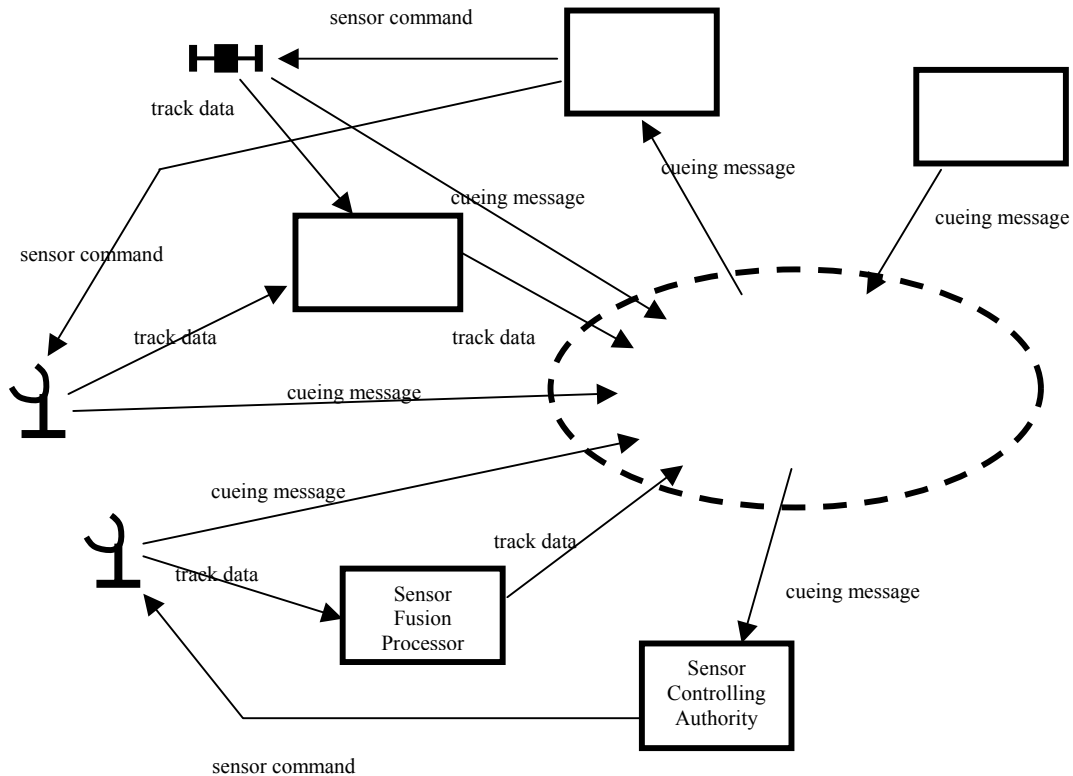 sensor command
track data
cueing message
cueing message
cueing message
sensor command
track data
track data
cueing message
cueing message
track data
track data
Sensor
Fusion
Processor
cueing message
Sensor
Controlling
Authority
sensor command